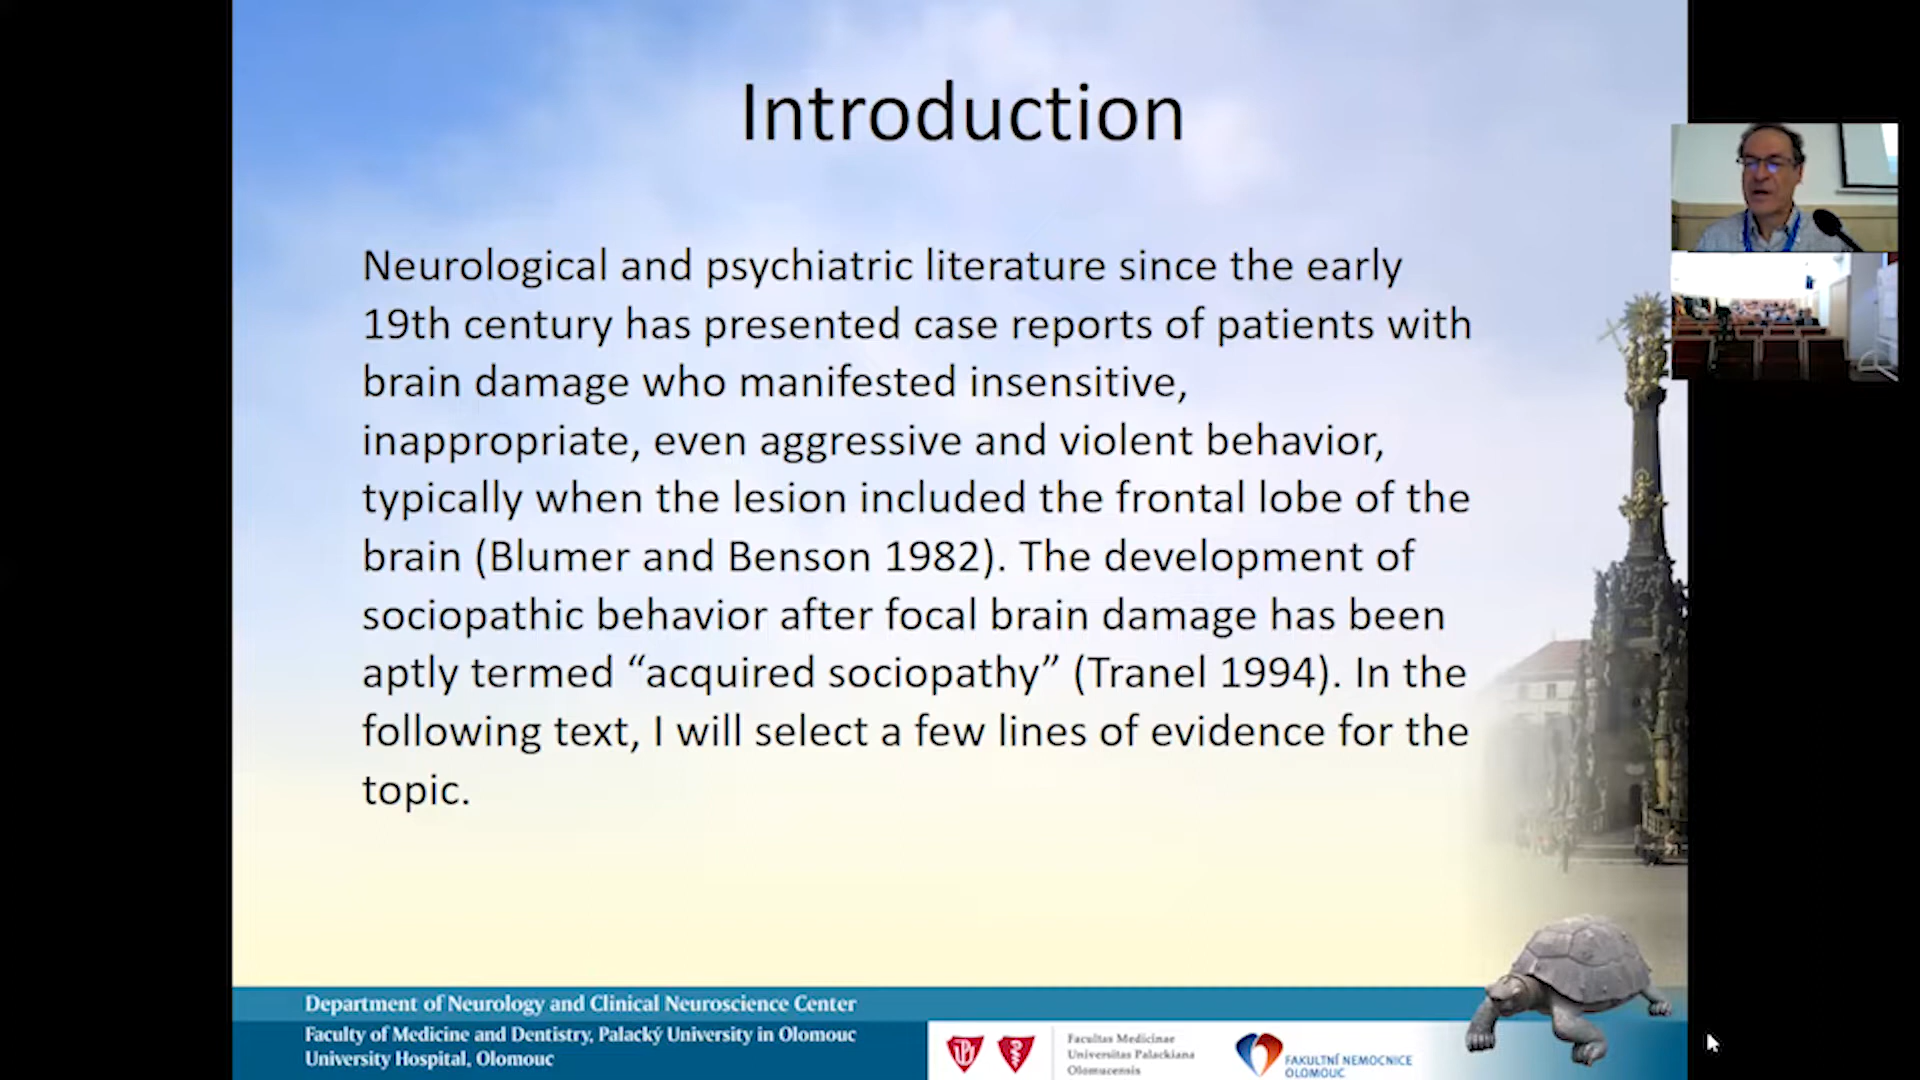 Introduction
Neurological and psychiatric literature since the early
19th century has presented case reports of patients with
brain damage who manifested insensitive,
inappropriate, even aggressive and violent behavior,
typically when the lesion included the frontal lobe of the
brain (Blumer and Benson 1982). The development of
sociopathic behavior after focal brain damage has been
aptly termed “acquired sociopathy” (Tranel 1994). In the
following text, I will select a few lines of evidence for the
topic.
Department of Neurology and Clinical Neuroscience Center
Faculty of Medicine and Dentistry, Palacký University in Olomouc
University Hospital, Olomouc
Facultas Medicinae
Universitas Palackiana
Olomucensis
FAKULTNÍ NEMOCNICE
OLOMOUC